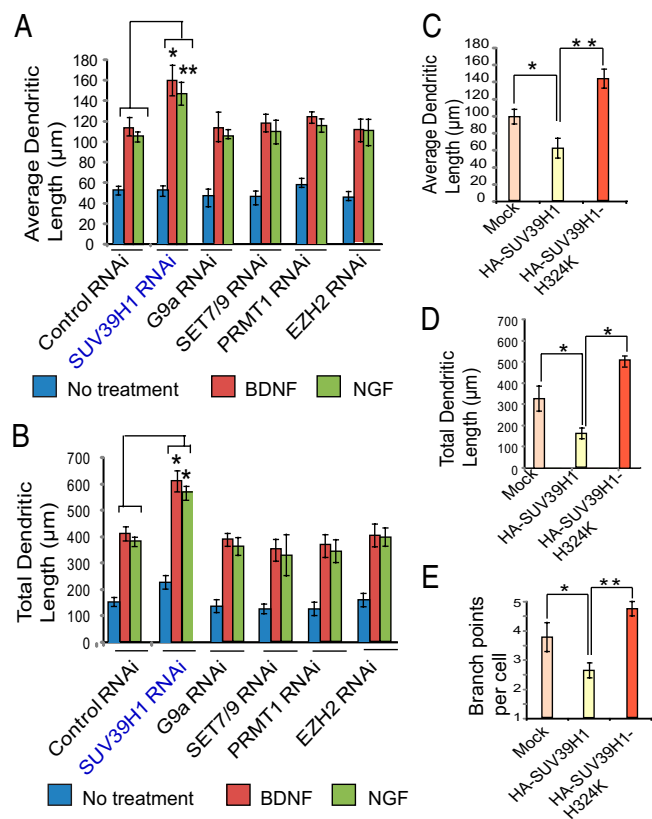 A
Average Dendritic
Length (µm)
180
160
140
120
100
80
60
40
20
0
*
**
Control RNAi
SUV39H1 RNAi
G9a RNAi
SET7/9 RNAi
PRMT1 RNAi
EZH2 RNAi
No treatment BDNF NGF
B
Total Dendritic
Length (µm)
700
600
500
400
300
200
100
0
*
*
Control RNAi
SUV39H1 RNAi
G9a RNAi
SET7/9 RNAi
PRMT1 RNAi
EZH2 RNAi
No treatment BDNF NGF
C
Average Dendritic
Length (µm)
180
160
140
120
100
80
60
40
20
0
*
**
Mock
HA-SUV39H1
HA-SUV39H1-
H324K
D
Total Dendritic
Length (µm)
700
600
500
400
300
200
100
0
*
*
Mock
HA-SUV39H1
HA-SUV39H1-
H324K
E
Branch points
per cell
5
4
3
2
1
*
**
Mock
HA-SUV39H1
HA-SUV39H1-
H324K